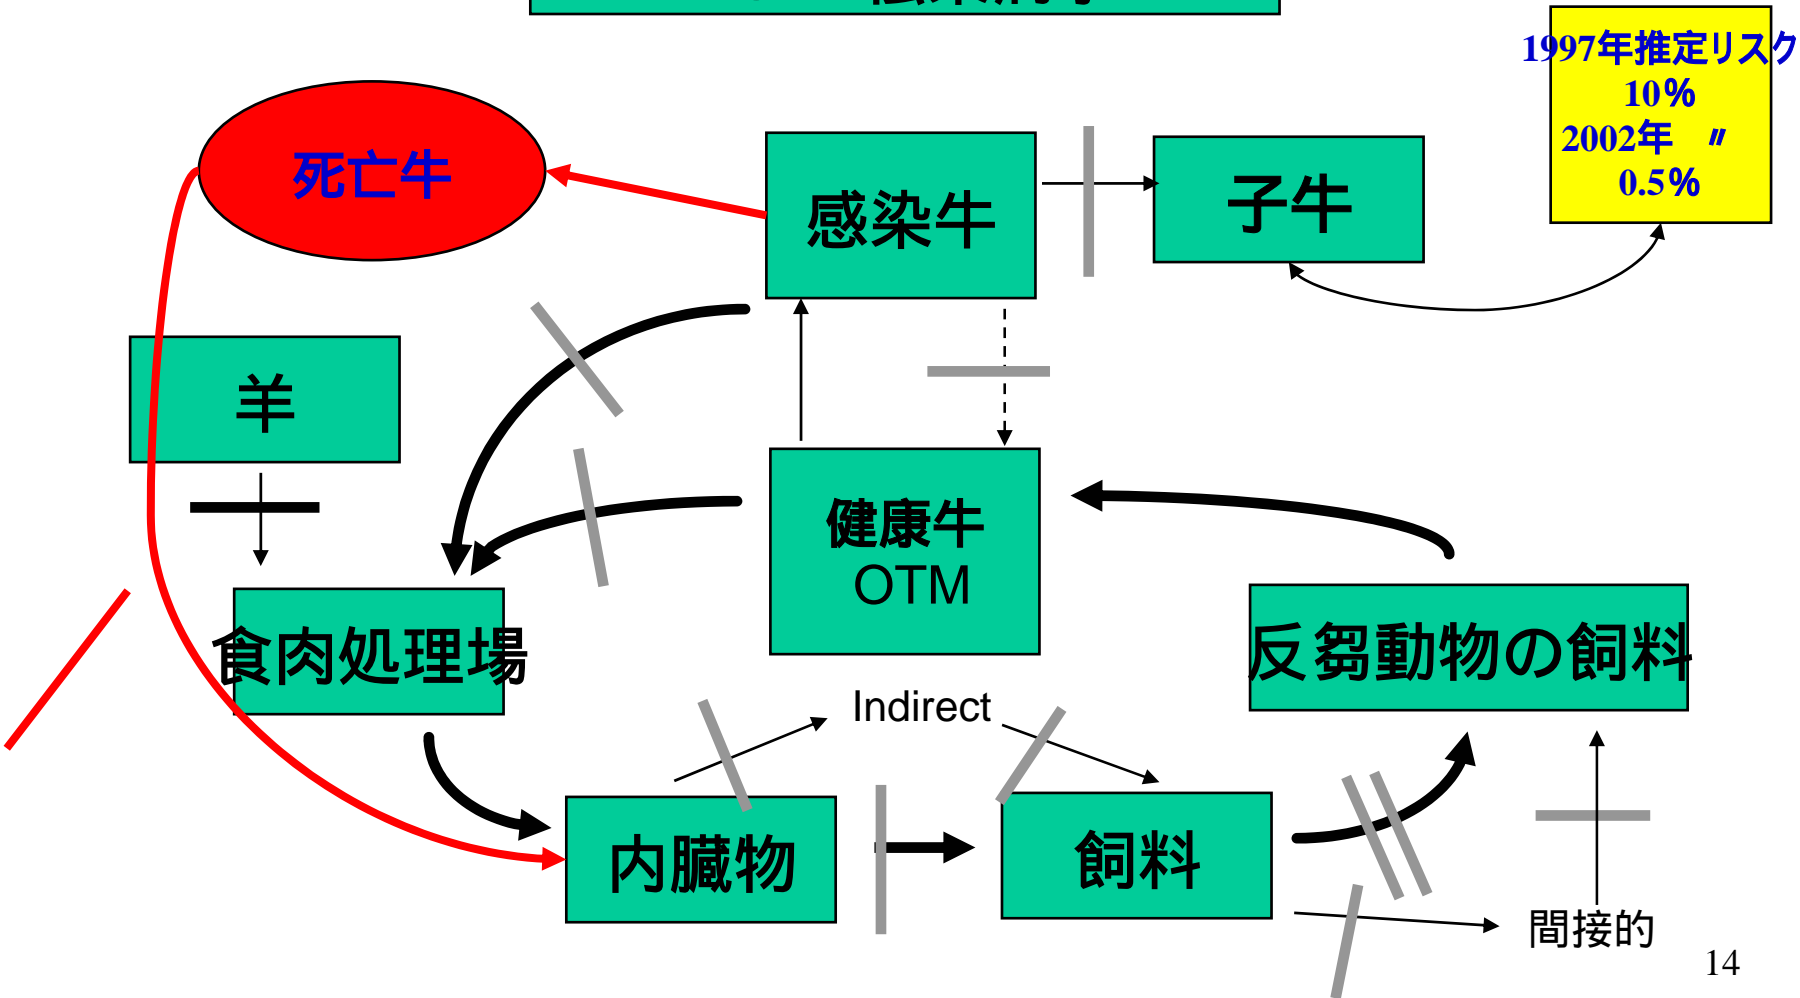 1997年推定リスク
10%
2002年 〃
0.5%
死亡牛
感染牛
子牛
羊
健康牛
OTM
食肉処理場
反芻動物の飼料
Indirect
内臓物
飼料
間接的
14